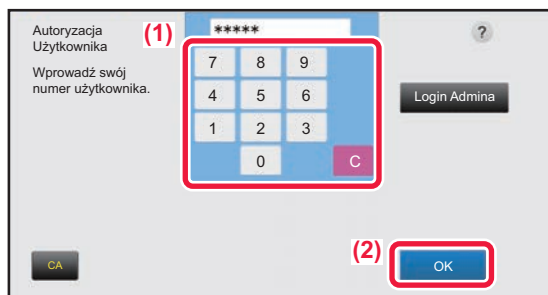 Autoryzacja
Użytkownika
Wprowadź swój
numer użytkownika.
(1)
*****
?
7 8 9
4 5 6
1 2 3
0 C
Login Admina
(2)
CA
OK